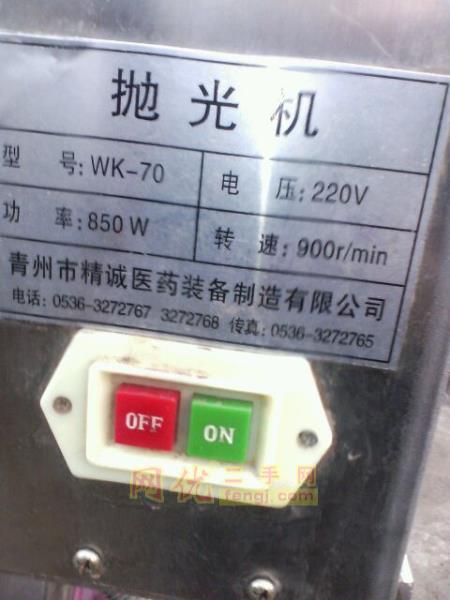 抛光机
型 号:WK-70 电 压:220V
功 率:850W 转 速:900r/min
青州市精诚医药装备制造有限公司
电话:0536-3272767 3272768 传真:0536-3272765
OFF ON
网优二手网
fengj.com